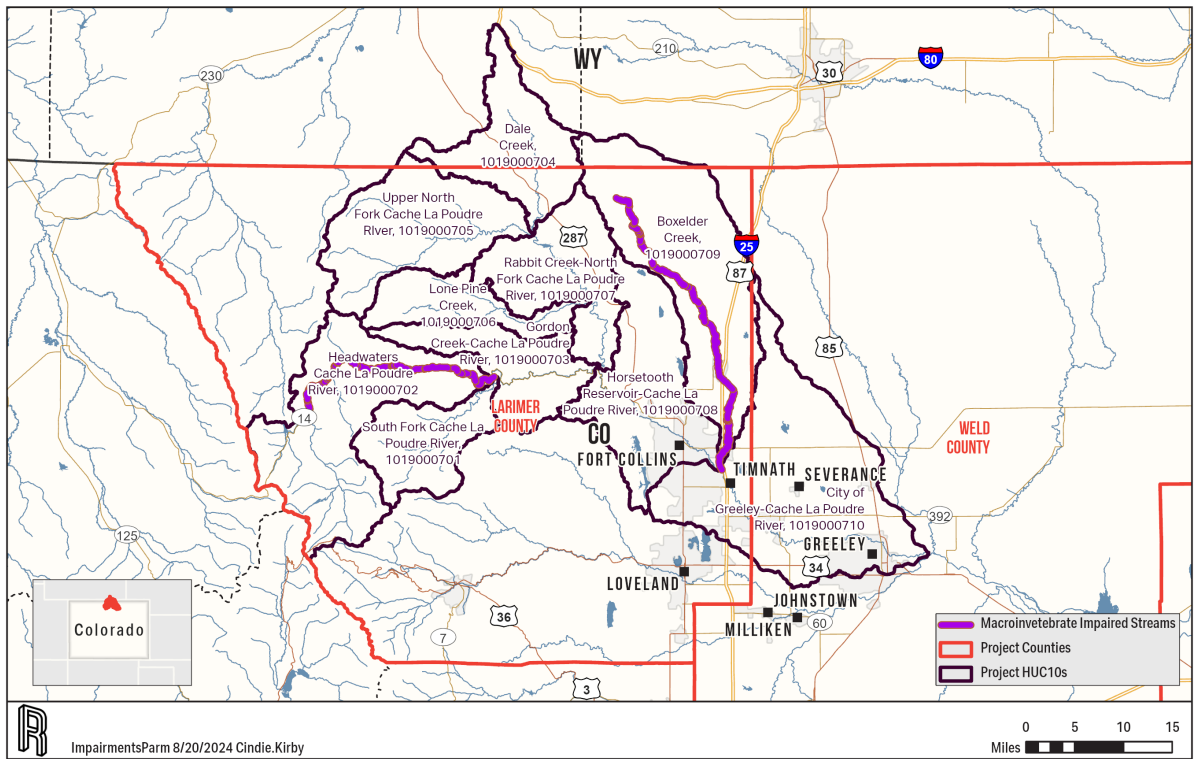 WY
210
80
30
230
Dale
Creek,
1019000704
Upper North
Fork Cache La Poudre
RIver, 1019000705
Boxelder
Creek,
1019000709
287
25
87
Rabbit Creek-North
Fork Cache La Poudre
River, 1019000707
Lone Pine
Creek,
1019000706
Gordon
Creek-Cache La Poudre
River, 1019000703
85
Headwaters
Cache La Poudre
River, 1019000702
Horsetooth
Reservoir-Cache La
Poudre River, 1019000708
14
LARIMER
COUNTY
South Fork Cache La
Poudre River,
1019000701
CO
WELD
COUNTY
FORT COLLINS
TIMNATH
SEVERANCE
City of
Greeley-Cache La Poudre
River, 1019000710
392
125
GREELEY
34
LOVELAND
JOHNSTOWN
MILLIKEN
60
36
7
3
Colorado
Macroinvetebrate Impaired Streams
Project Counties
Project HUC10s
R
ImpairmentsParm 8/20/2024 Cindie.Kirby
0 5 10 15
Miles